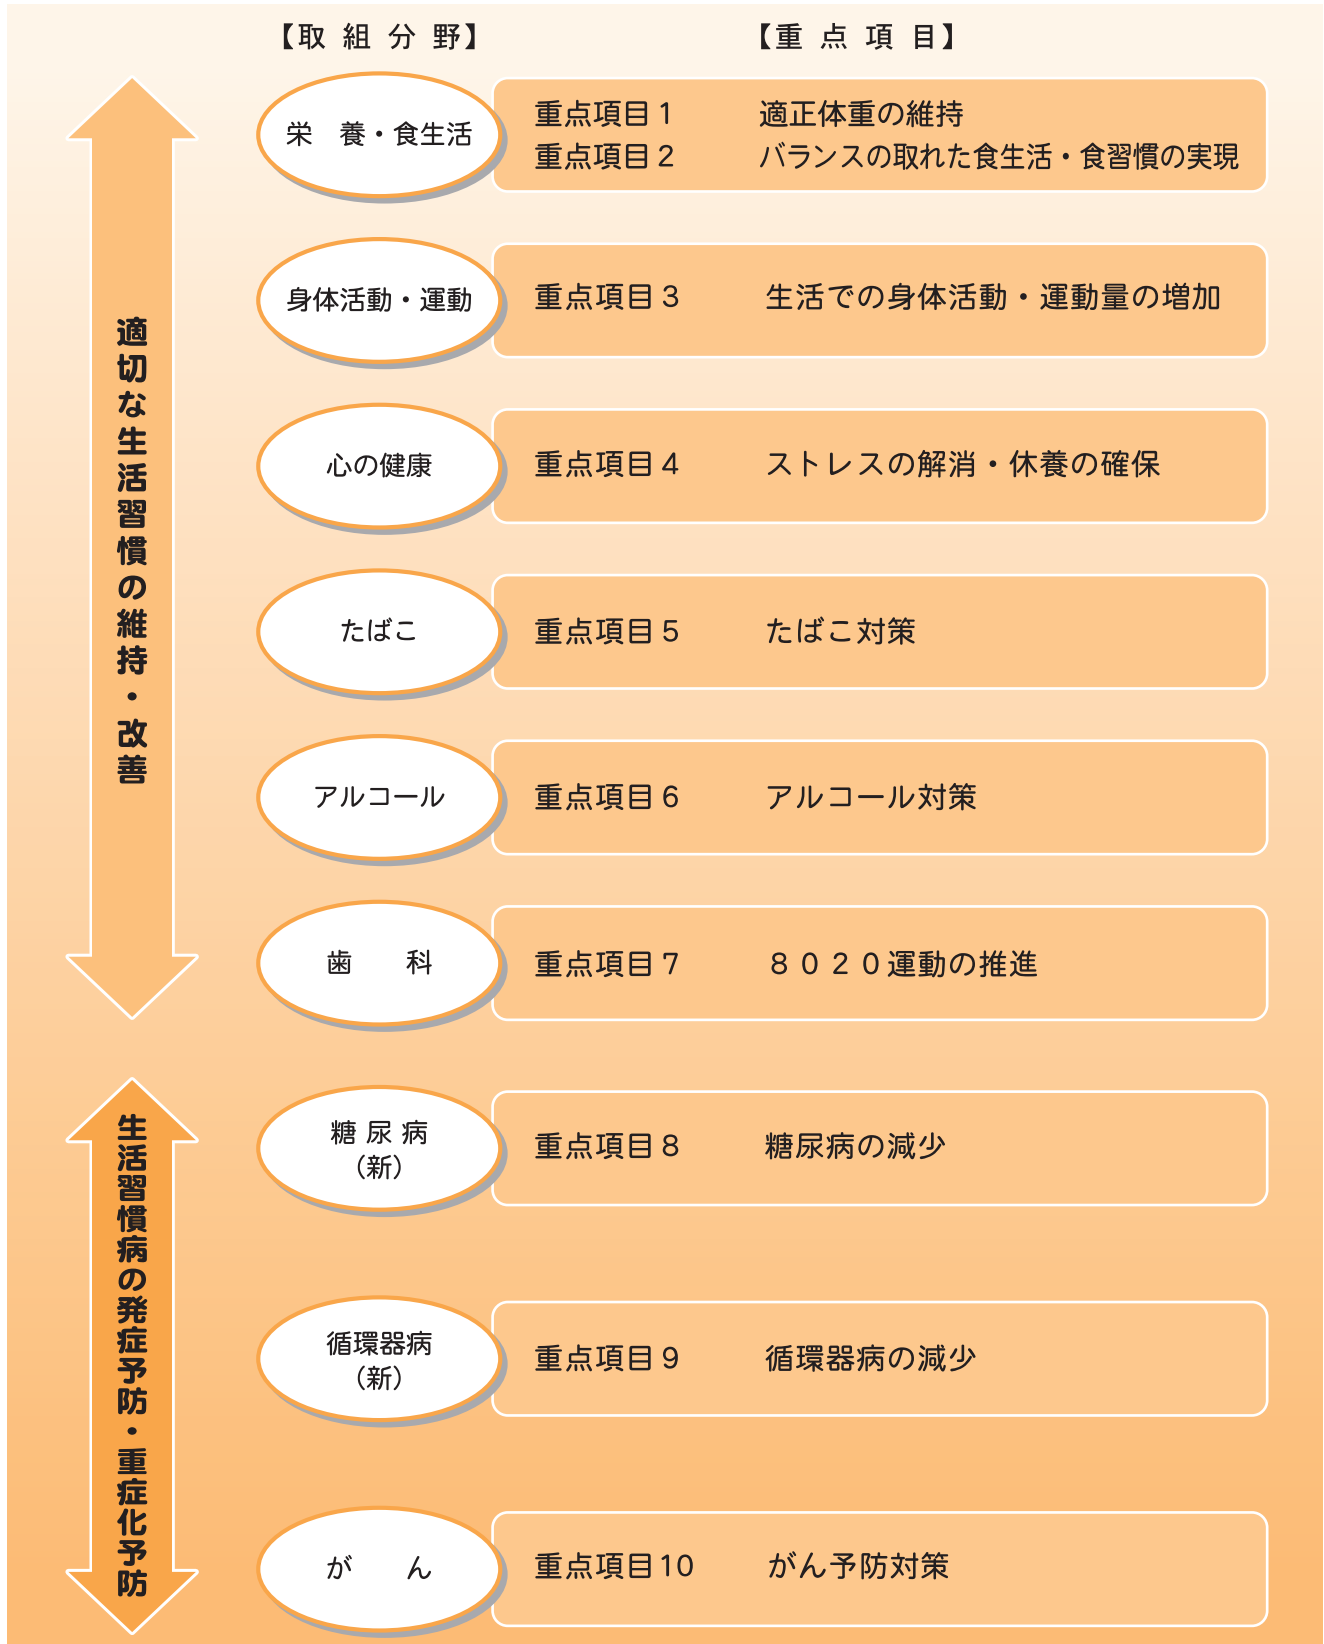 【取 組 分 野】 【重 点 項 目】
適切な生活習慣の維持・改善
栄　養・食生活
重点項目１ 適正体重の維持
重点項目２ バランスの取れた食生活・食習慣の実現
身体活動・運動
重点項目３ 生活での身体活動・運動量の増加
心の健康
重点項目４ ストレスの解消・休養の確保
たばこ
重点項目５ たばこ対策
アルコール
重点項目６ アルコール対策
歯　　科
重点項目７ ８０２０運動の推進
生活習慣病の発症予防・重症化予防
糖 尿 病
（新）
重点項目８ 糖尿病の減少
循環器病
（新）
重点項目９ 循環器病の減少
が　　ん
重点項目10 がん予防対策